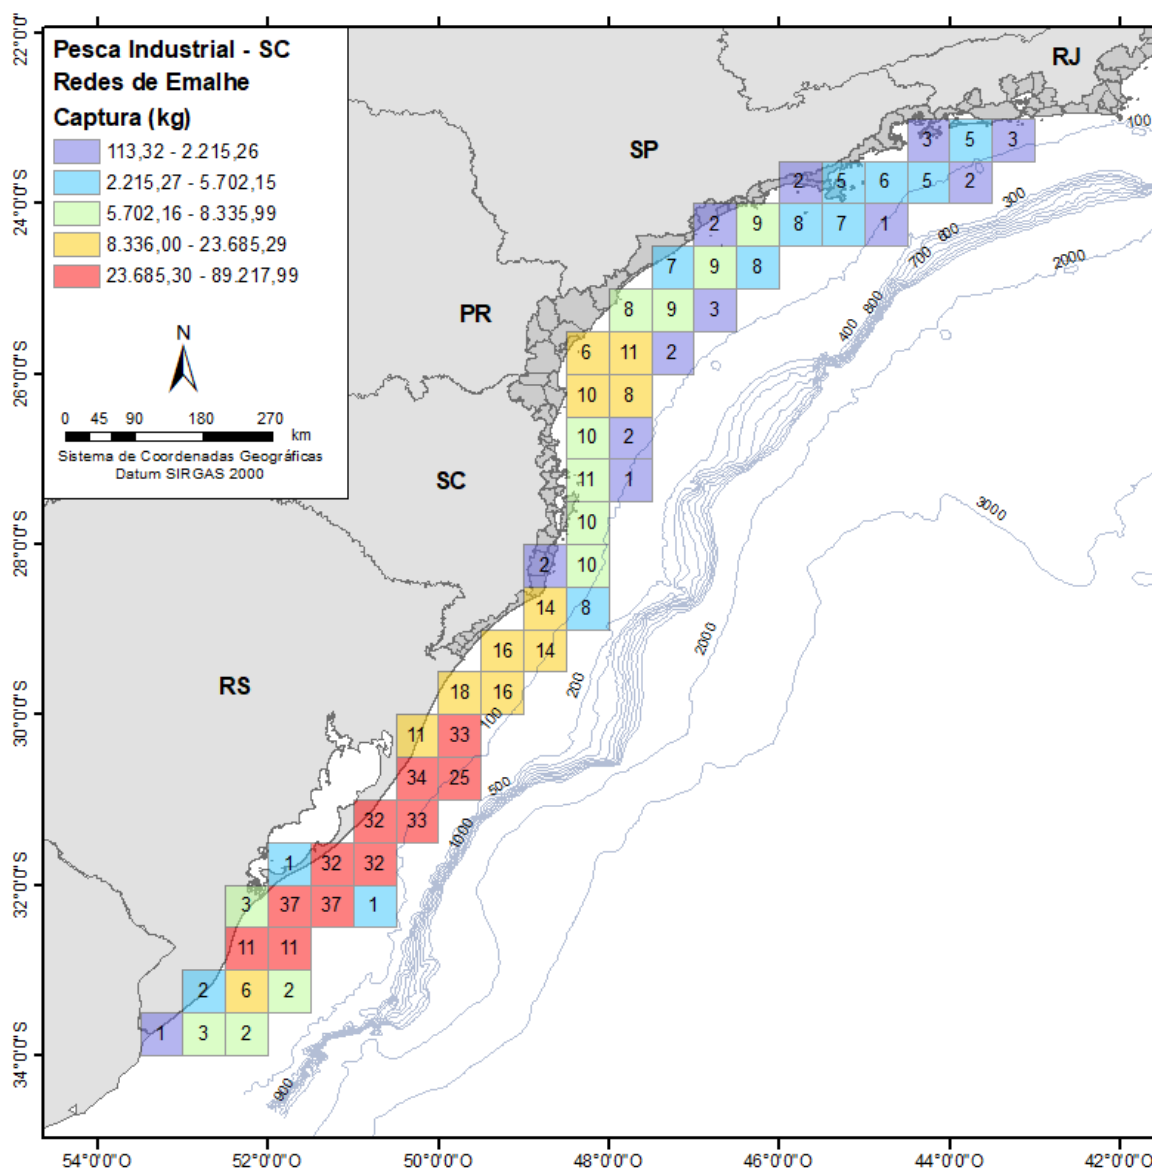 Pesca Industrial - SC
Redes de Emalhe
Captura (kg)
113,32 - 2.215,26
2.215,27 - 5.702,15
5.702,16 - 8.335,99
8.336,00 - 23.685,29
23.685,30 - 89.217,99
N
0 45 90 180 270
km
Sistema de Coordenadas Geográficas
Datum SIRGAS 2000
RJ
SP
PR
SC
RS
3 5 3
2 5 6 5 2
2 9 8 7 1
7 9 8
8 9 3
6 11 2
10 8
10 2
11 1
10
2 10
14 8
16 14
18 16
11 33
34 25
32 33
1 32 32
3 37 37 1
11 11
2 6 2
1 3 2
100
300
600
700
2000
800
400
3000
2000
200
100
500
1000
900
22°0'0"S
24°0'0"S
26°0'0"S
28°0'0"S
30°0'0"S
32°0'0"S
34°0'0"S
54°0'0"O 52°0'0"O 50°0'0"O 48°0'0"O 46°0'0"O 44°0'0"O 42°0'0"O